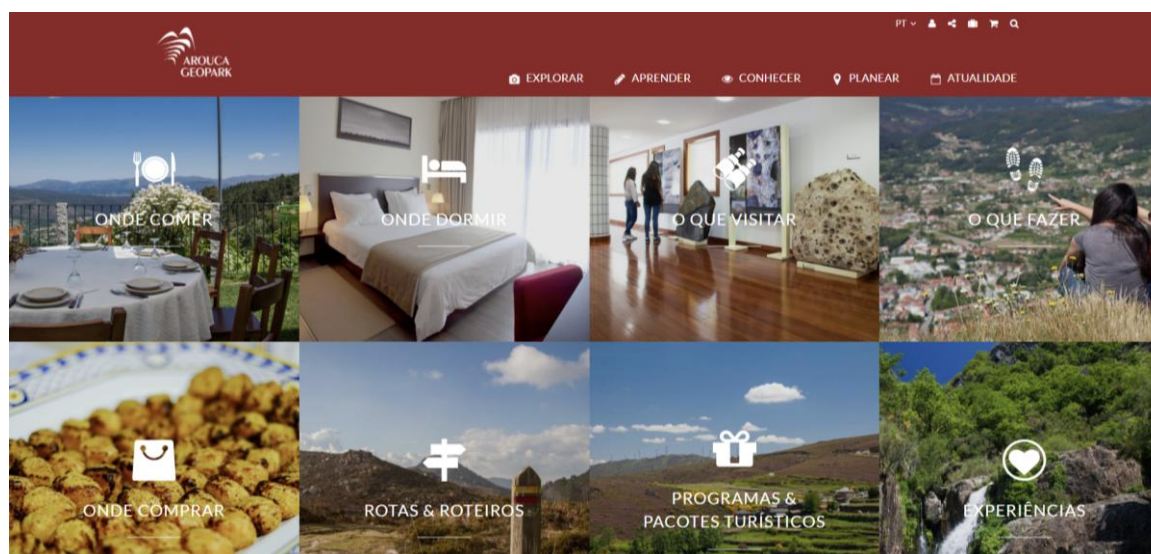 PT
AROUCA
GEOPARK
EXPLORAR
APRENDER
CONHECER
PLANEAR
ATUALIDADE
ONDE COMER
ONDE DORMIR
O QUE VISITAR
O QUE FAZER
ONDE COMPRAR
ROTAS & ROTEIROS
PROGRAMAS &
PACOTES TURÍSTICOS
EXPERIÊNCIAS